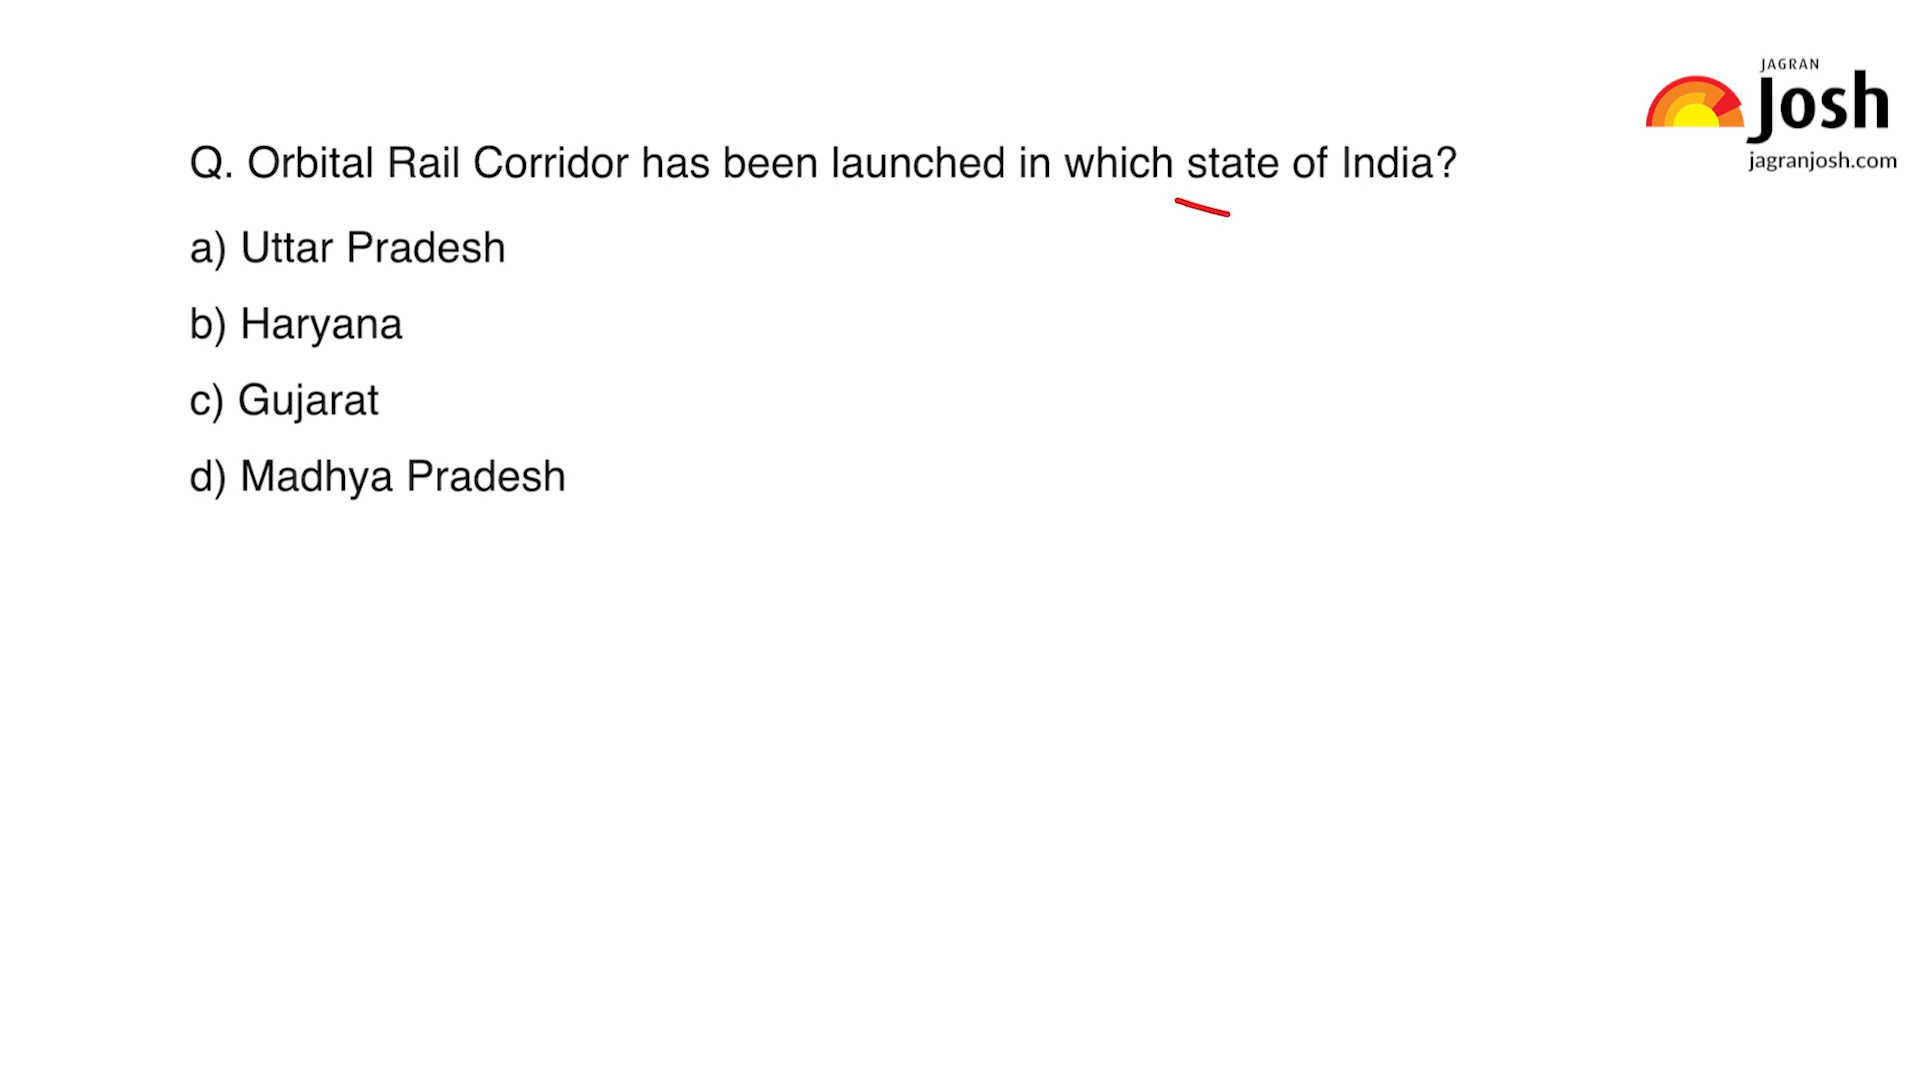 JAGRAN
Josh
jagranjosh.com
Q. Orbital Rail Corridor has been launched in which state of India?
a) Uttar Pradesh
b) Haryana
c) Gujarat
d) Madhya Pradesh